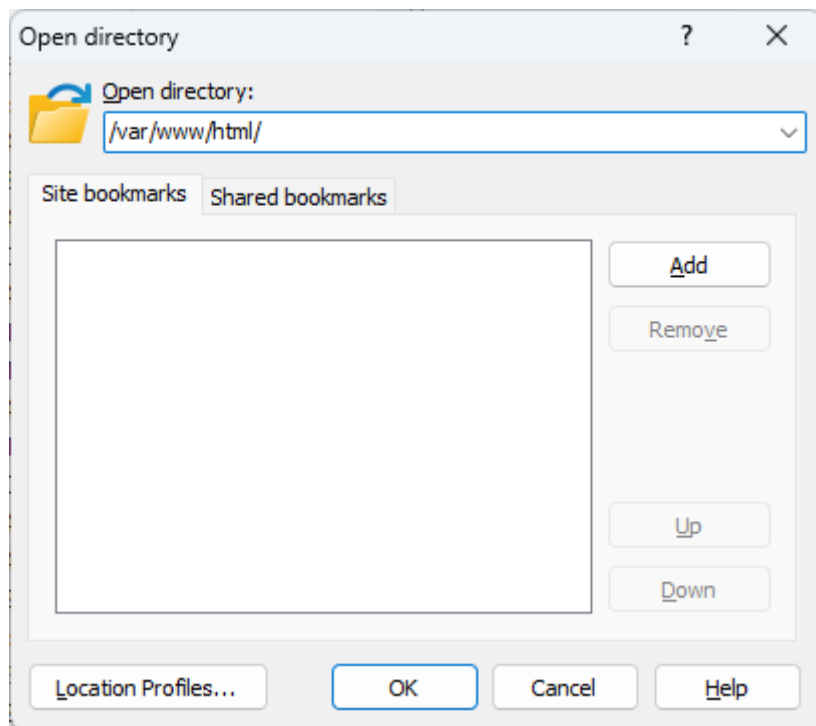 Open directory
?
Open directory:
/var/www/html/
Site bookmarks
Shared bookmarks
Add
Remove
Up
Down
Location Profiles...
OK
Cancel
Help